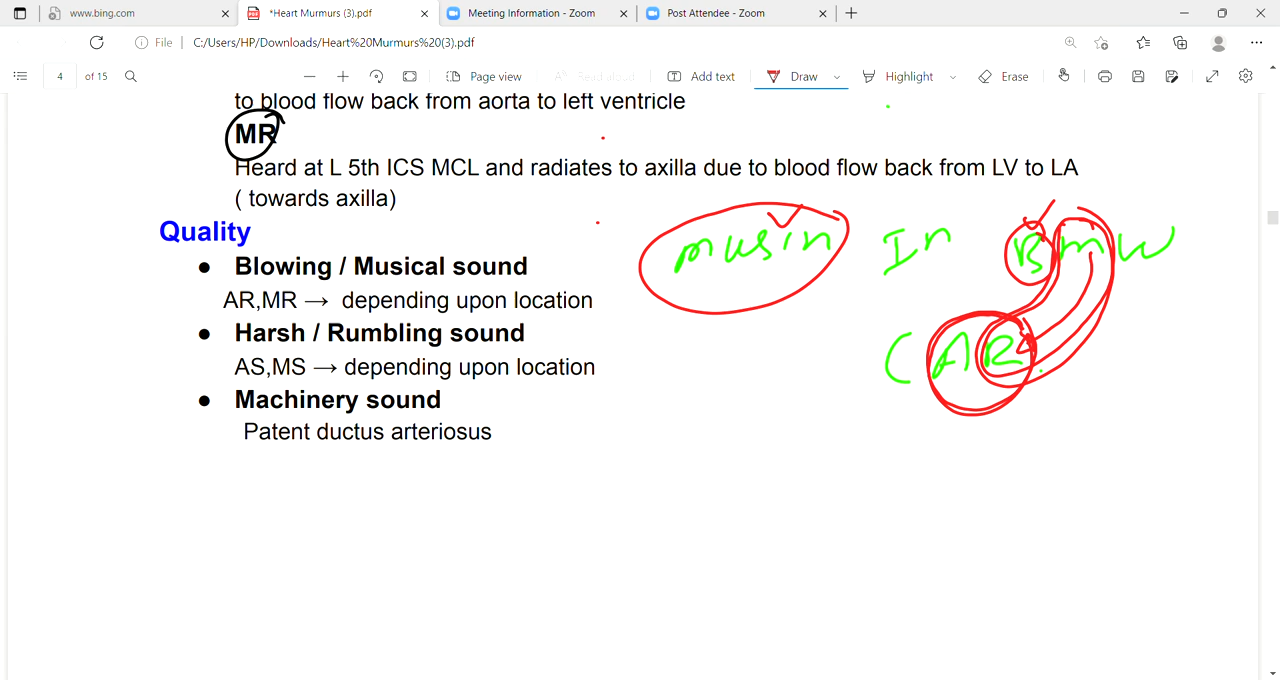 www.bing.com
*Heart Murmurs (3).pdf
Meeting Information - Zoom
Post Attendee - Zoom
File
C:/Users/HP/Downloads/Heart%20Murmurs%20(3).pdf
4 of 15
Page view
Read aloud
Add text
Draw
Highlight
Erase
to blood flow back from aorta to left ventricle
MR
Heard at L 5th ICS MCL and radiates to axilla due to blood flow back from LV to LA
( towards axilla)
Quality
musin In BMW
● Blowing / Musical sound
AR,MR → depending upon location
● Harsh / Rumbling sound
CAR.
AS,MS → depending upon location
● Machinery sound
Patent ductus arteriosus